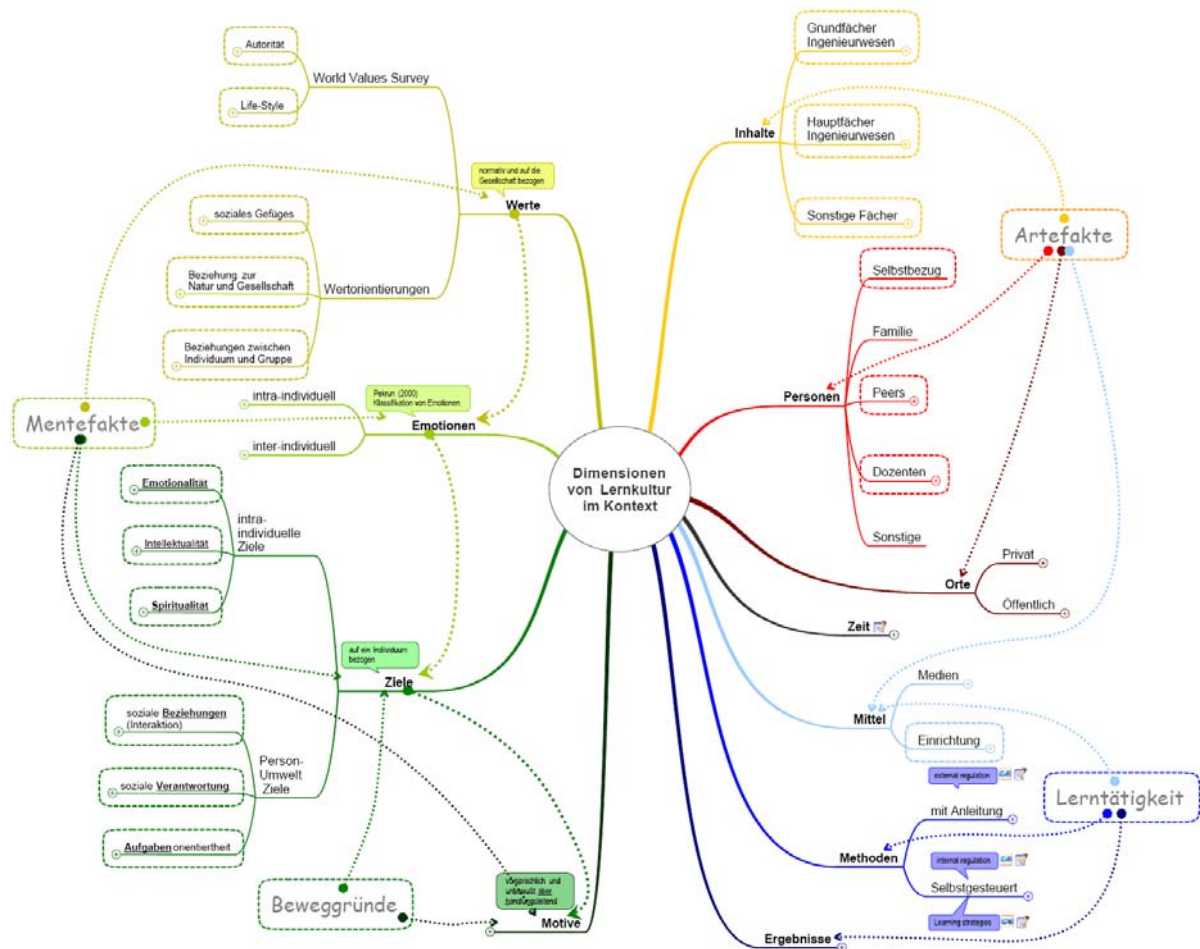 Autorität
World Values Survey
Life-Style
normativ und auf die
Gesellschaft bezogen
Werte
soziales Gefüges
Beziehung zur
Natur und Gesellschaft
Wertorientierungen
Beziehungen zwischen
Individuum und Gruppe
Mentefakte
intra-individuell
Pekrun (2000)
Klassifikation von Emotionen
Emotionen
inter-individuell
Emotionalität
intra-
individuelle
Ziele
Intellektualität
Spiritualität
auf ein Individuum
bezogen
Ziele
soziale Beziehungen
(Interaktion)
Person-
Umwelt
Ziele
soziale Verantwortung
Aufgabenorientiertheit
Beweggründe
vorsprachlich und
unbewußt aber
handlungsleitend
Motive
Dimensionen
von Lernkultur
im Kontext
Grundfächer
Ingenieurwesen
Inhalte
Hauptfächer
Ingenieurwesen
Sonstige Fächer
Artefakte
Selbstbezug
Familie
Personen
Peers
Dozenten
Sonstige
Privat
Orte
Öffentlich
Zeit
Medien
Mittel
Einrichtung
external regulation
Lerntätigkeit
mit Anleitung
Methoden
internal regulation
Selbstgesteuert
Learning strategies
Ergebnisse